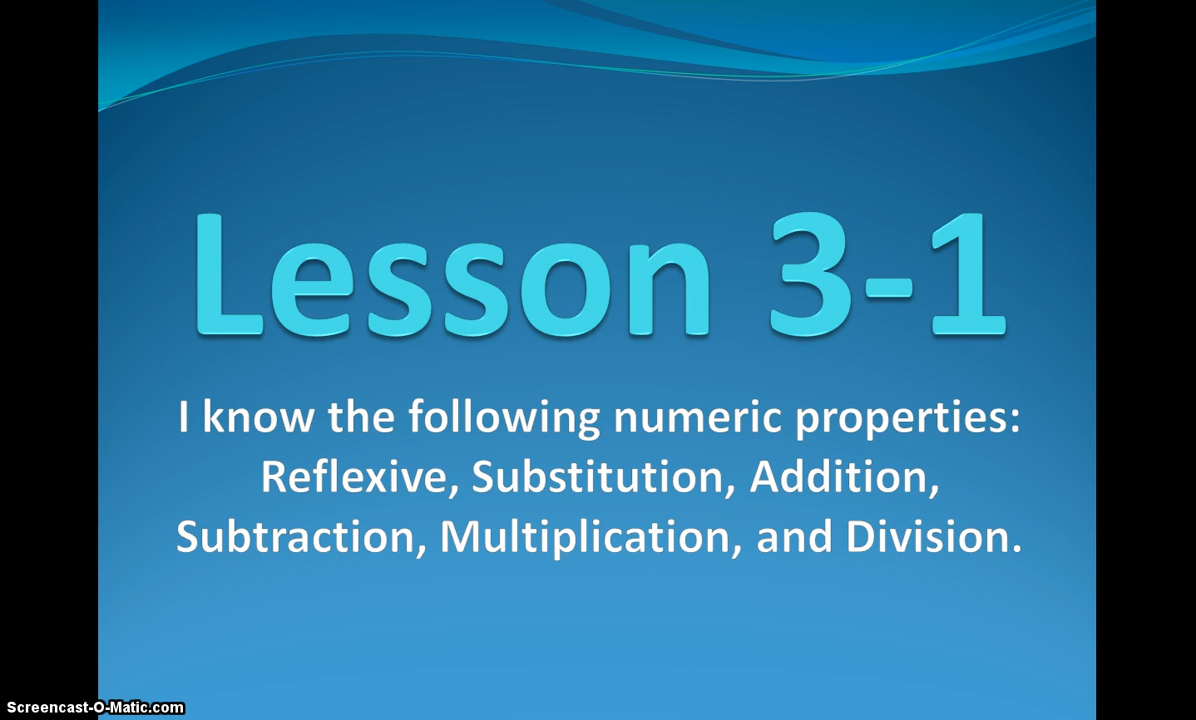 Lesson 3-1
I know the following numeric properties:
Reflexive, Substitution, Addition,
Subtraction, Multiplication, and Division.
Screencast-O-Matic.com